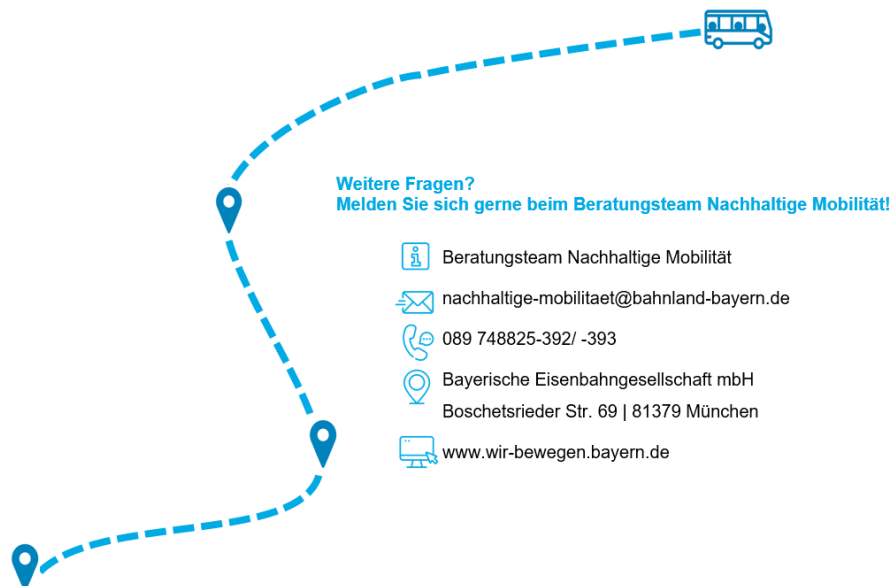 Weitere Fragen?
Melden Sie sich gerne beim Beratungsteam Nachhaltige Mobilität!
Beratungsteam Nachhaltige Mobilität
nachhaltige-mobilitaet@bahnland-bayern.de
089 748825-392/ -393
Bayerische Eisenbahngesellschaft mbH
Boschetsrieder Str. 69 | 81379 München
www.wir-bewegen.bayern.de